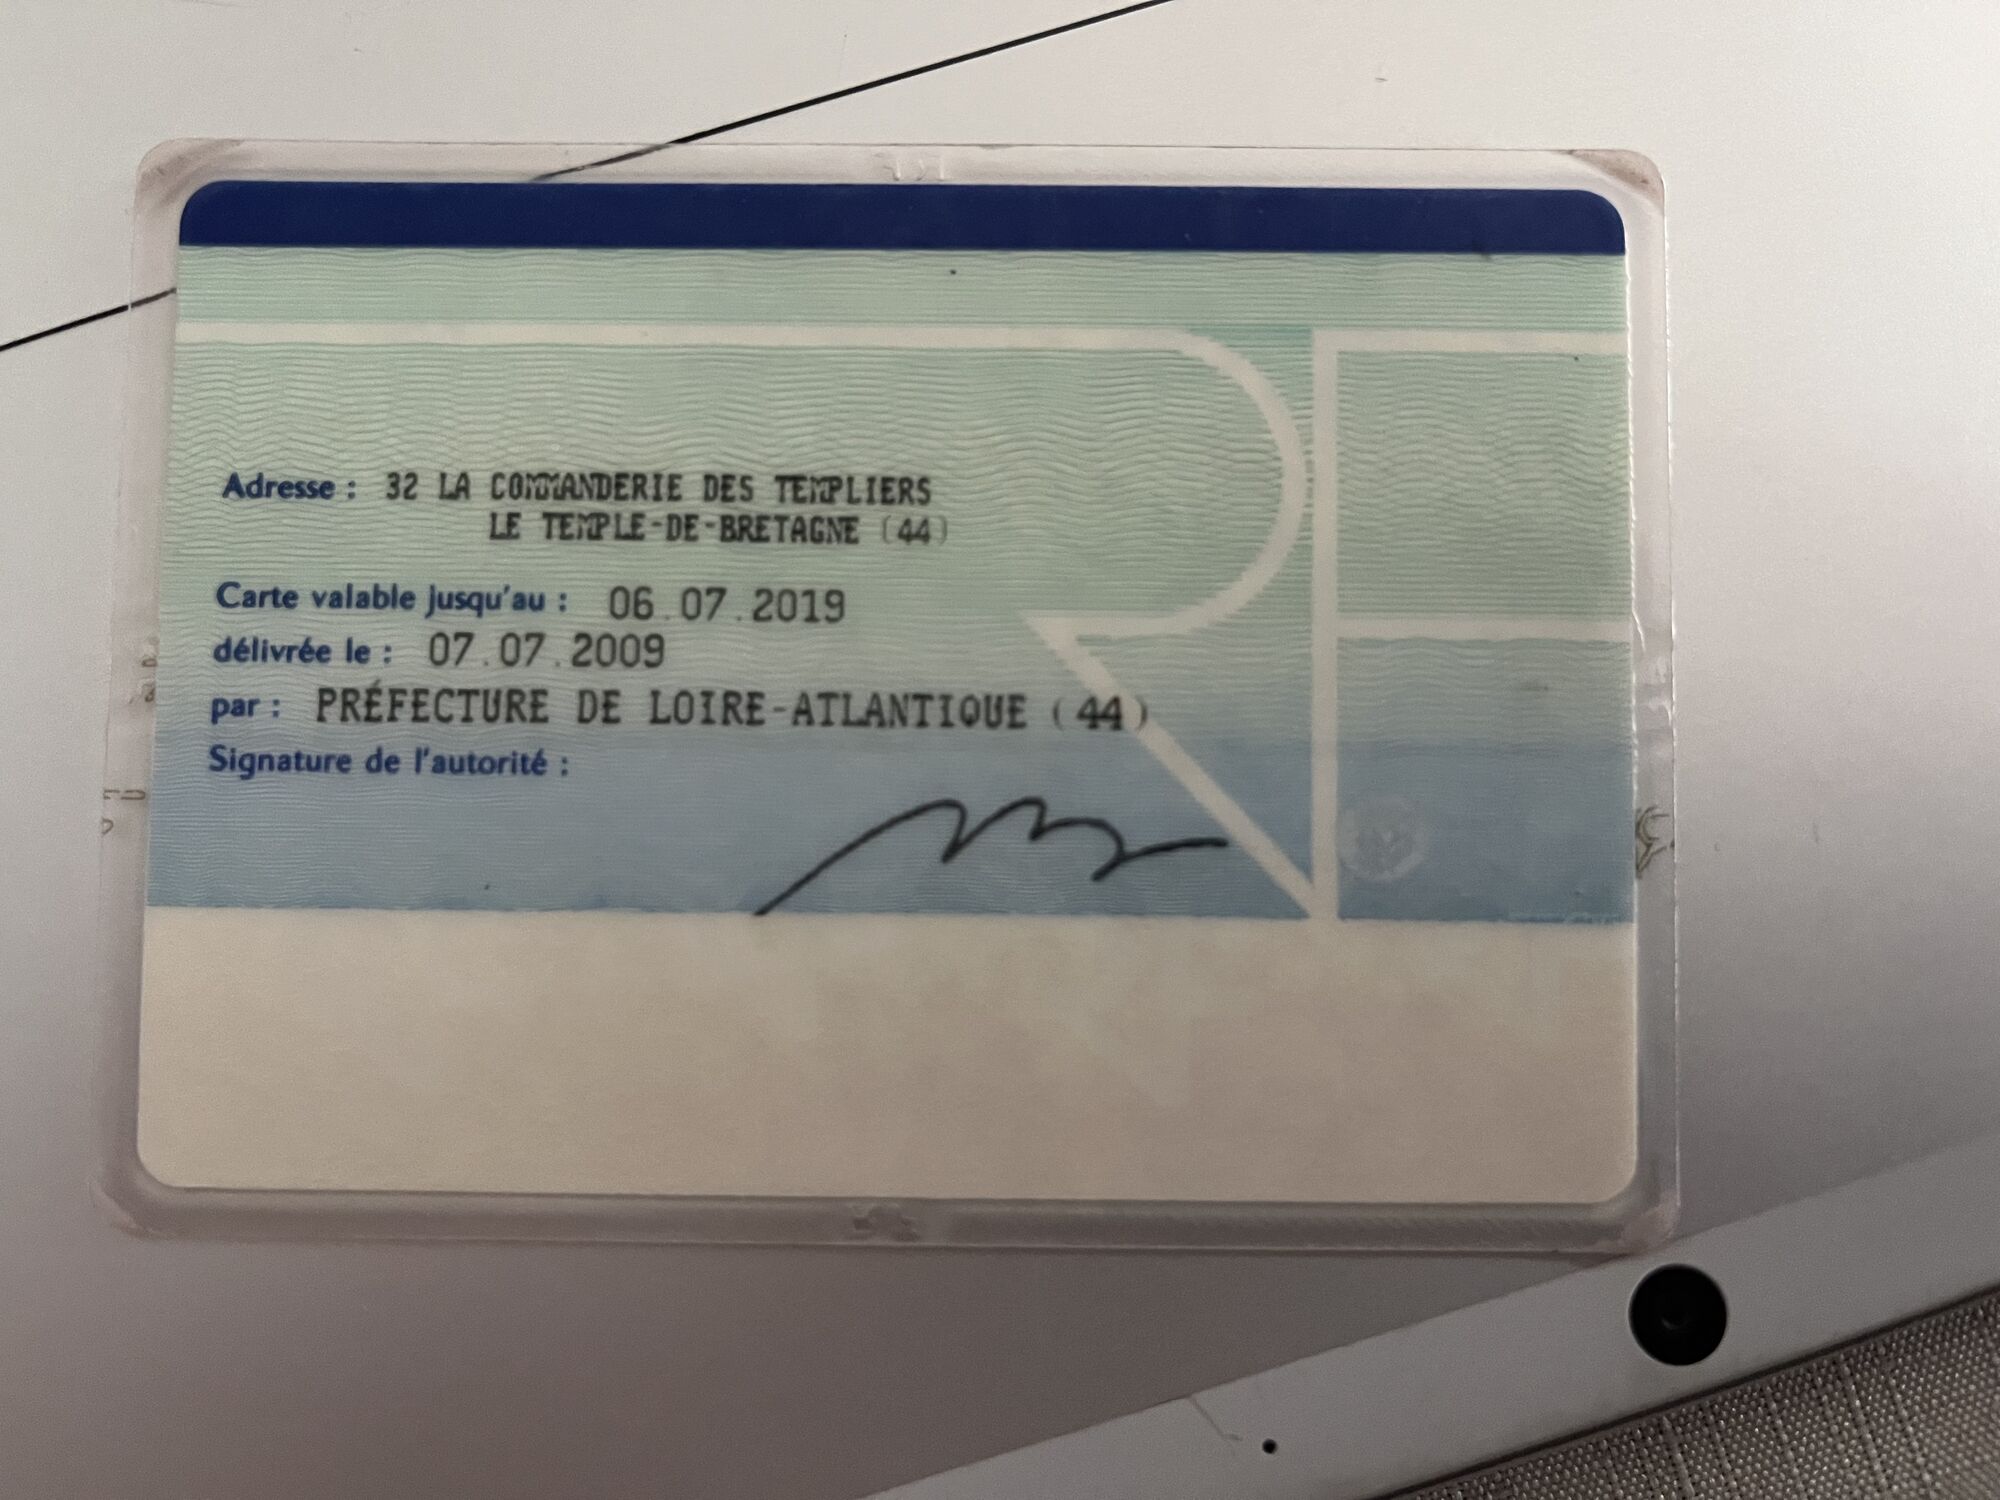 Adresse : 32 LA COMMANDERIE DES TEMPLIERS
LE TEMPLE-DE-BRETAGNE (44)
Carte valable jusqu'au : 06.07.2019
délivrée le : 07.07.2009
par : PRÉFECTURE DE LOIRE-ATLANTIQUE (44)
Signature de l'autorité :
RF